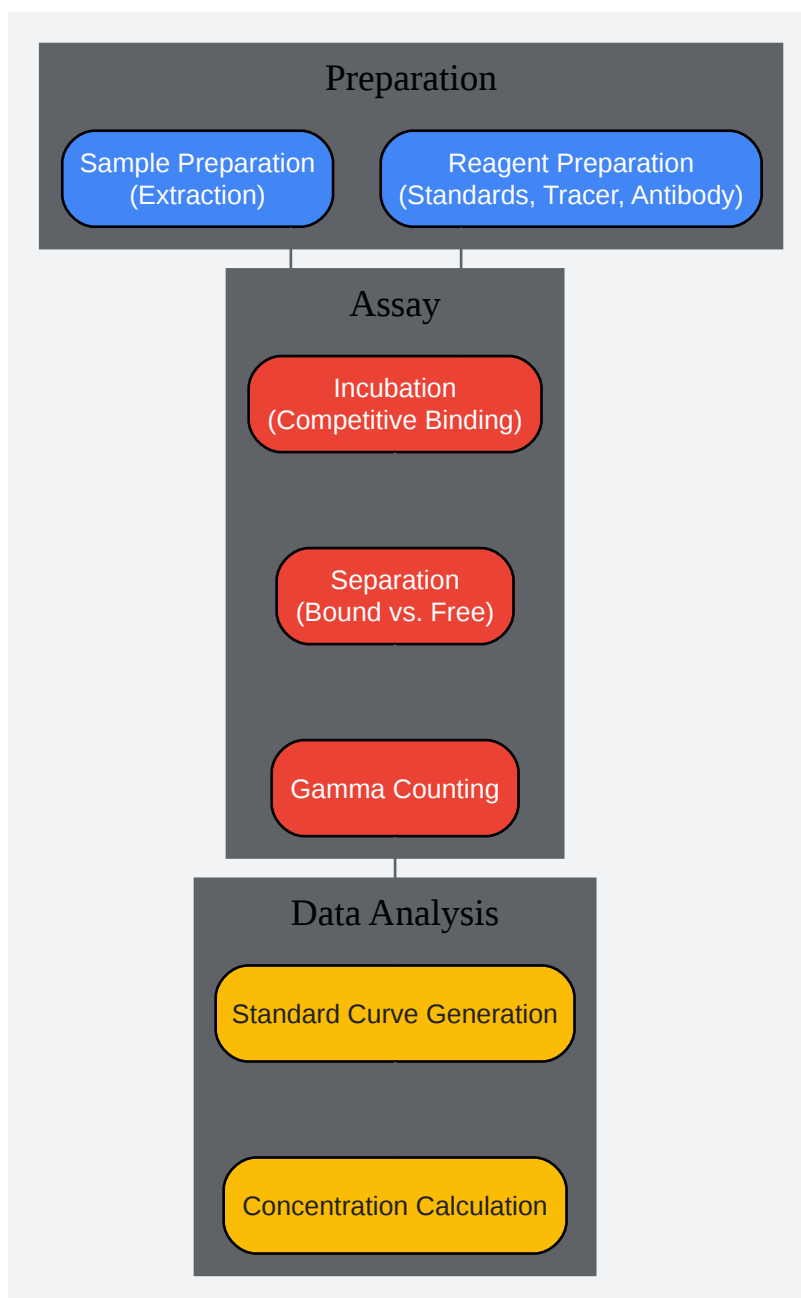 Preparation
Sample Preparation
(Extraction)
Reagent Preparation
(Standards, Tracer, Antibody)
Assay
Incubation
(Competitive Binding)
Separation
(Bound vs. Free)
Gamma Counting
Data Analysis
Standard Curve Generation
Concentration Calculation